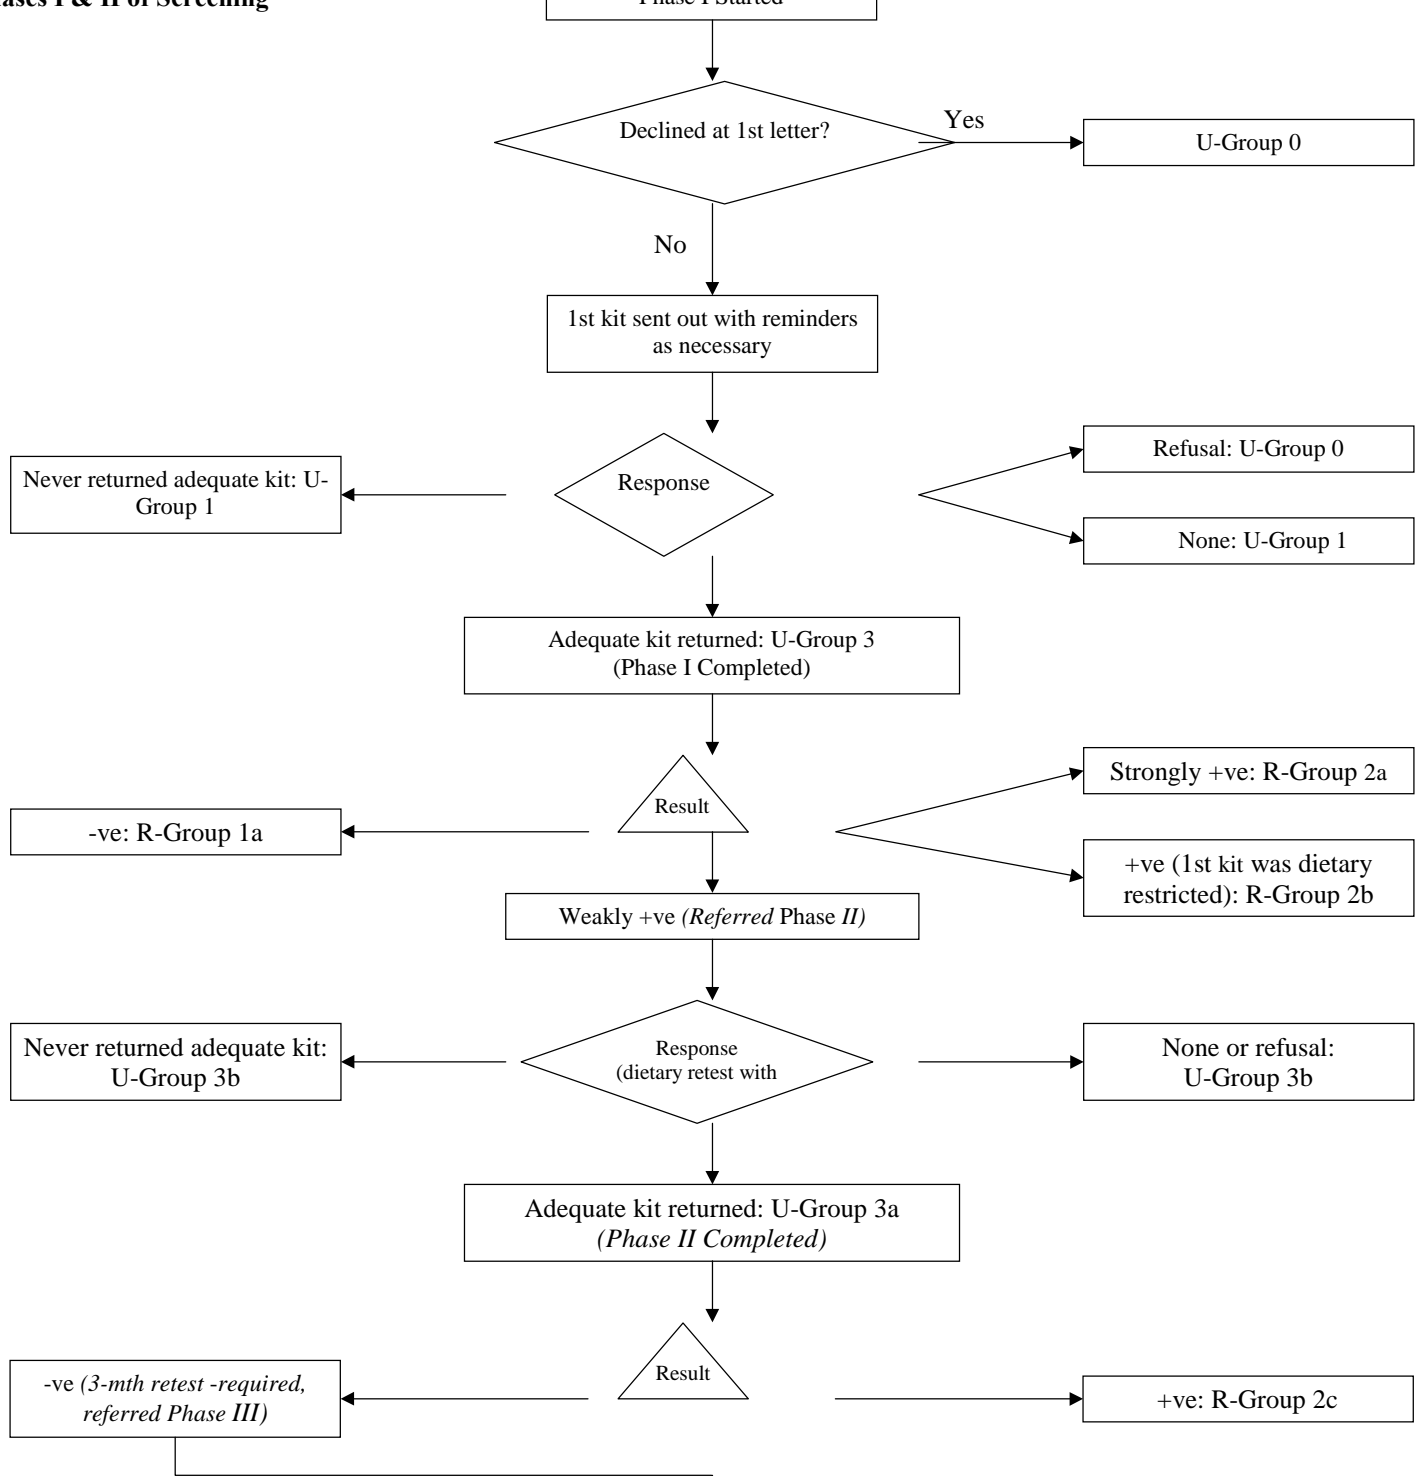 ases I & II of Screening
Phase I Started
Declined at 1st letter?
Yes
U-Group 0
No
1st kit sent out with reminders
as necessary
Never returned adequate kit: U-
Group 1
Response
Refusal: U-Group 0
None: U-Group 1
Adequate kit returned: U-Group 3
(Phase I Completed)
Result
-ve: R-Group 1a
Strongly +ve: R-Group 2a
+ve (1st kit was dietary
restricted): R-Group 2b
Weakly +ve (Referred Phase II)
Never returned adequate kit:
U-Group 3b
Response
(dietary retest with
None or refusal:
U-Group 3b
Adequate kit returned: U-Group 3a
(Phase II Completed)
Result
-ve (3-mth retest -required,
referred Phase III)
+ve: R-Group 2c